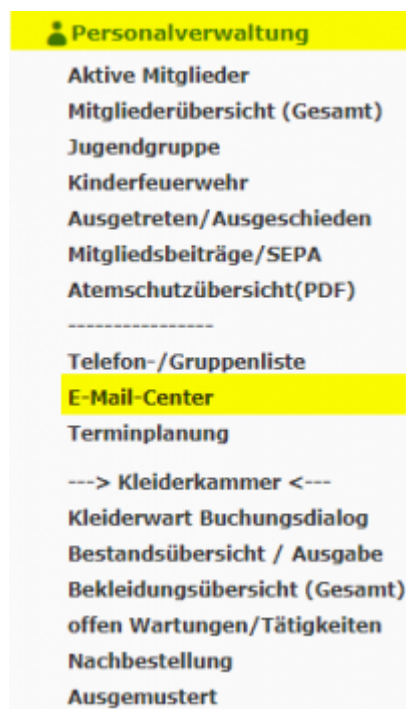 Personalverwaltung
Aktive Mitglieder
Mitgliederübersicht (Gesamt)
Jugendgruppe
Kinderfeuerwehr
Ausgetreten/Ausgeschieden
Mitgliedsbeiträge/SEPA
Atemschutzübersicht(PDF)
----------------
Telefon-/Gruppenliste
E-Mail-Center
Terminplanung
---> Kleiderkammer <---
Kleiderwart Buchungsdialog
Bestandsübersicht / Ausgabe
Bekleidungsübersicht (Gesamt)
offen Wartungen/Tätigkeiten
Nachbestellung
Ausgemustert